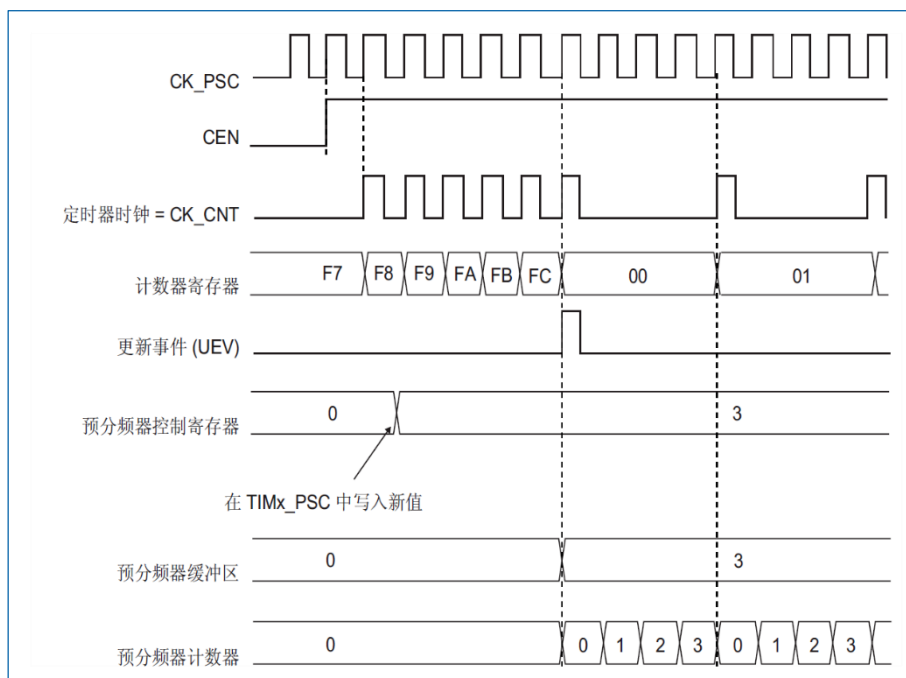 CK_PSC
CEN
定时器时钟 = CK_CNT
计数器寄存器 F7 F8 F9 FA FB FC 00 01
更新事件 (UEV)
预分频器控制寄存器 0 3
在 TIMx_PSC 中写入新值
预分频器缓冲区 0 3
预分频器计数器 0 0 1 2 3 0 1 2 3